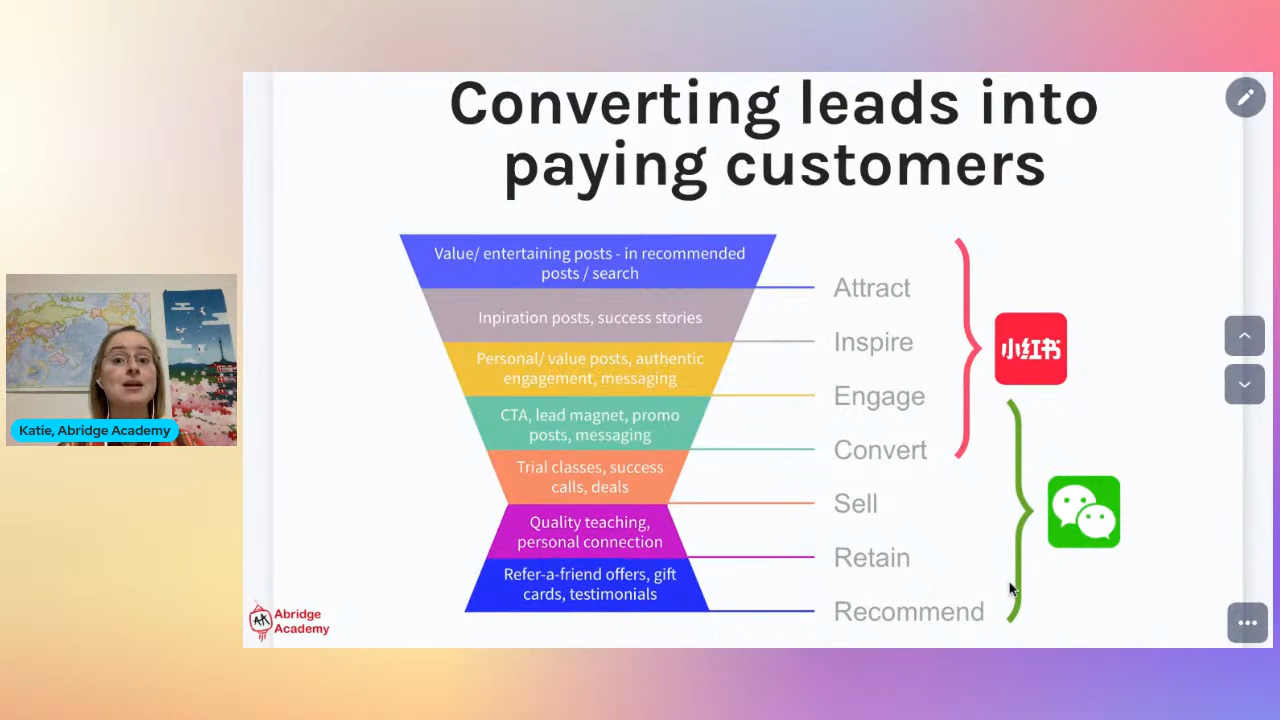 Converting leads into
paying customers
Value/ entertaining posts - in recommended
posts / search
Attract
Inpiration posts, success stories
Inspire
Personal/ value posts, authentic
engagement, messaging
Engage
CTA, lead magnet, promo
posts, messaging
Convert
Trial classes, success
calls, deals
Sell
Quality teaching,
personal connection
Retain
Refer-a-friend offers, gift
cards, testimonials
Recommend
小红书
Katie, Abridge Academy
Abridge
Academy